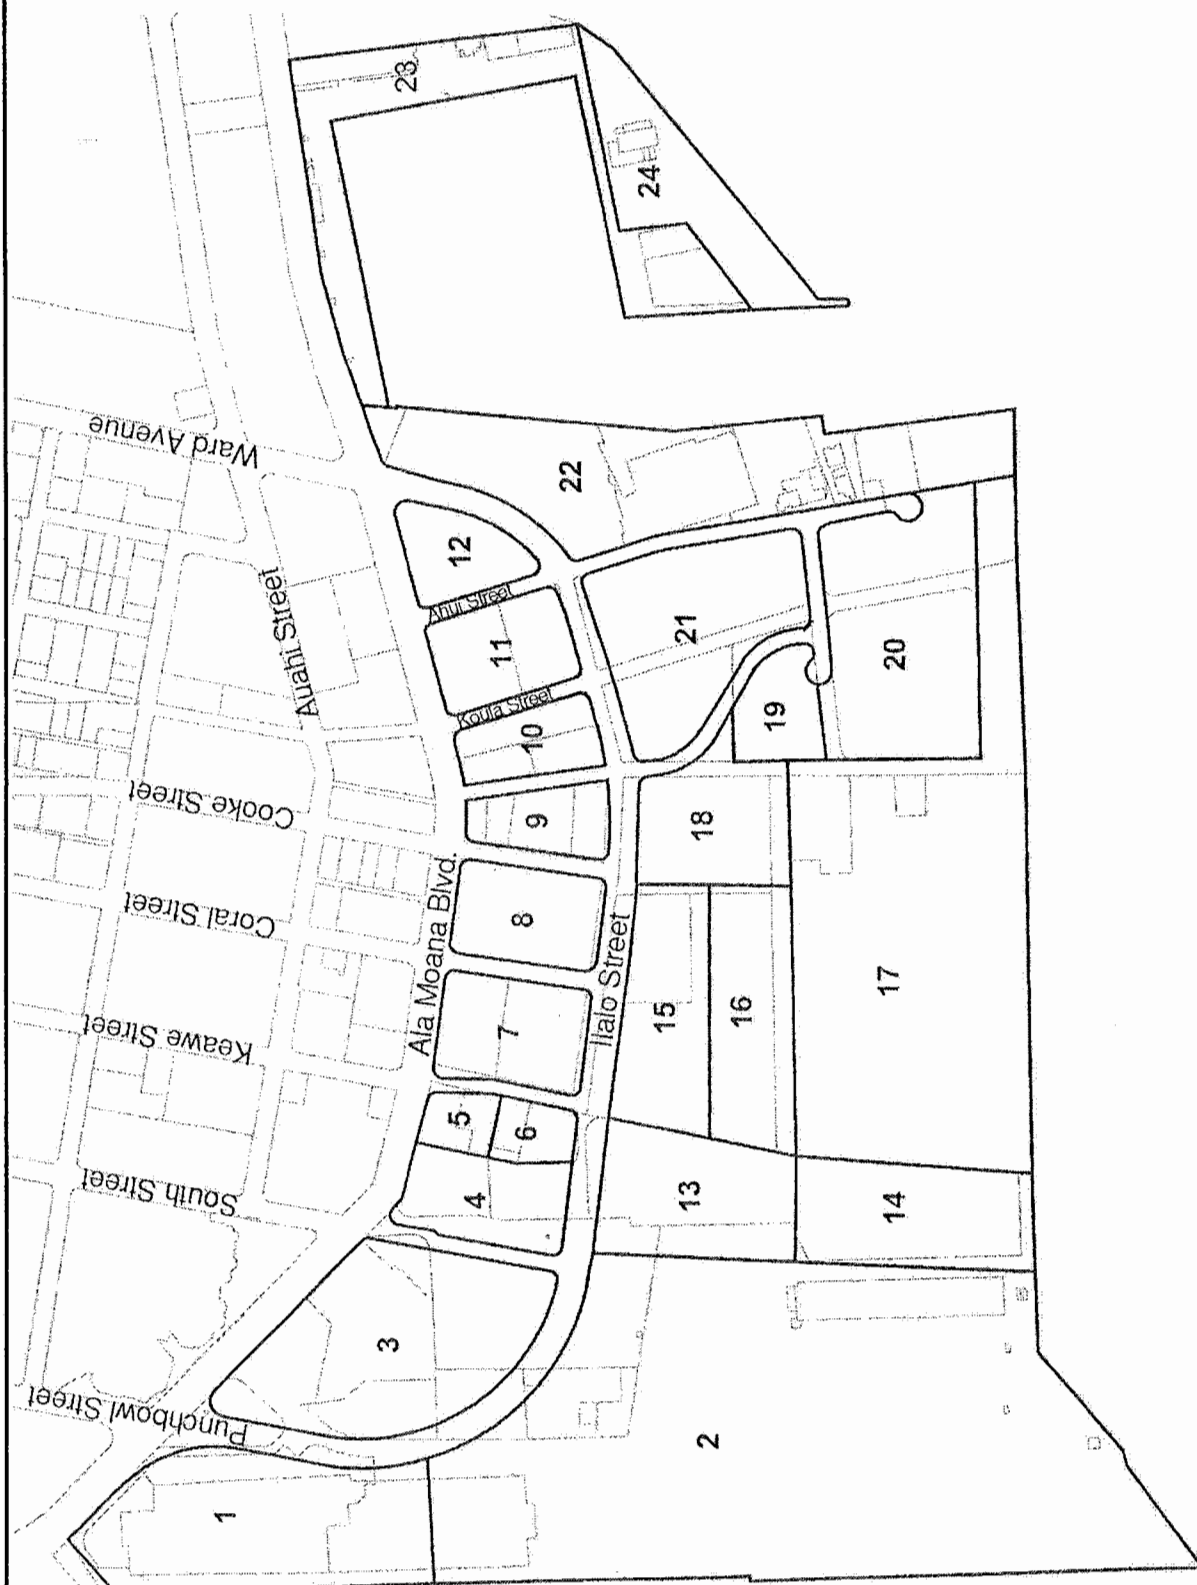 Punchbowl Street
South Street
Keawe Street
Coral Street
Cooke Street
Auahi Street
Ward Avenue
Ala Moana Blvd.
Ilalo Street
Koula Street
Ahui Street
1
2
3
4
5
6
7
8
9
10
11
12
13
14
15
16
17
18
19
20
21
22
23
24